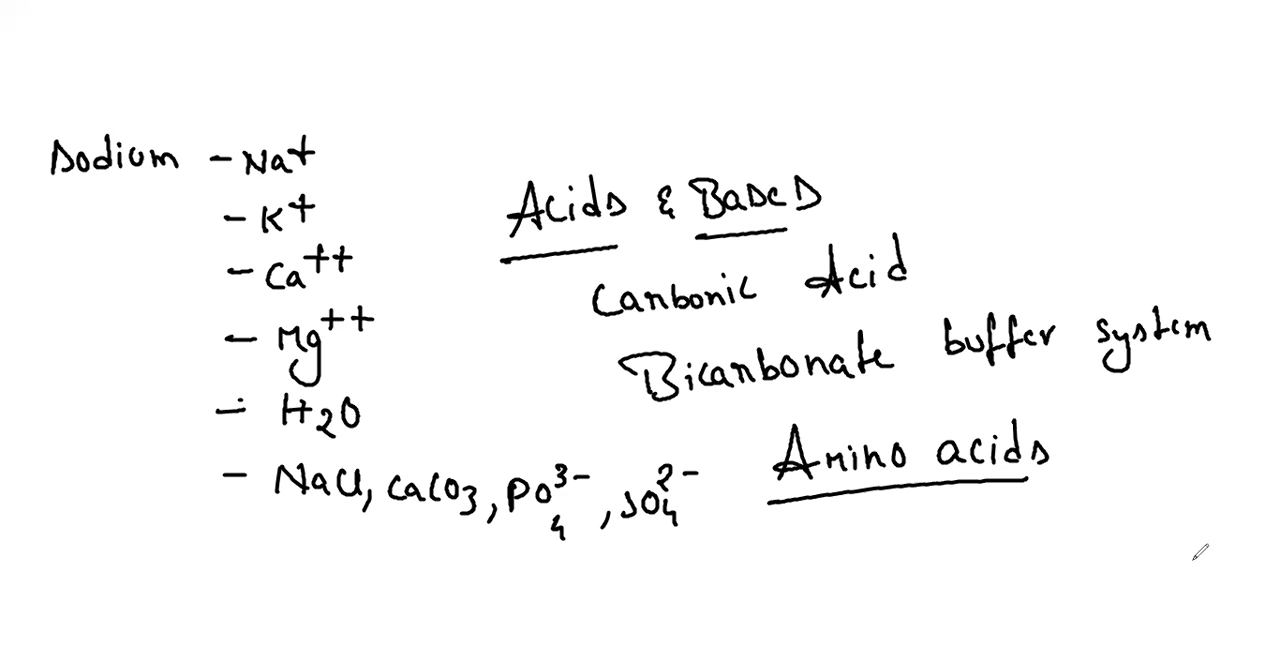 Sodium - Na+
- K+
- Ca++
- Mg++
- H2O
- NaCl, CaCO3, PO4 3-, SO4 2-
Acids & Bases
Carbonic Acid
Bicarbonate buffer system
Amino acids